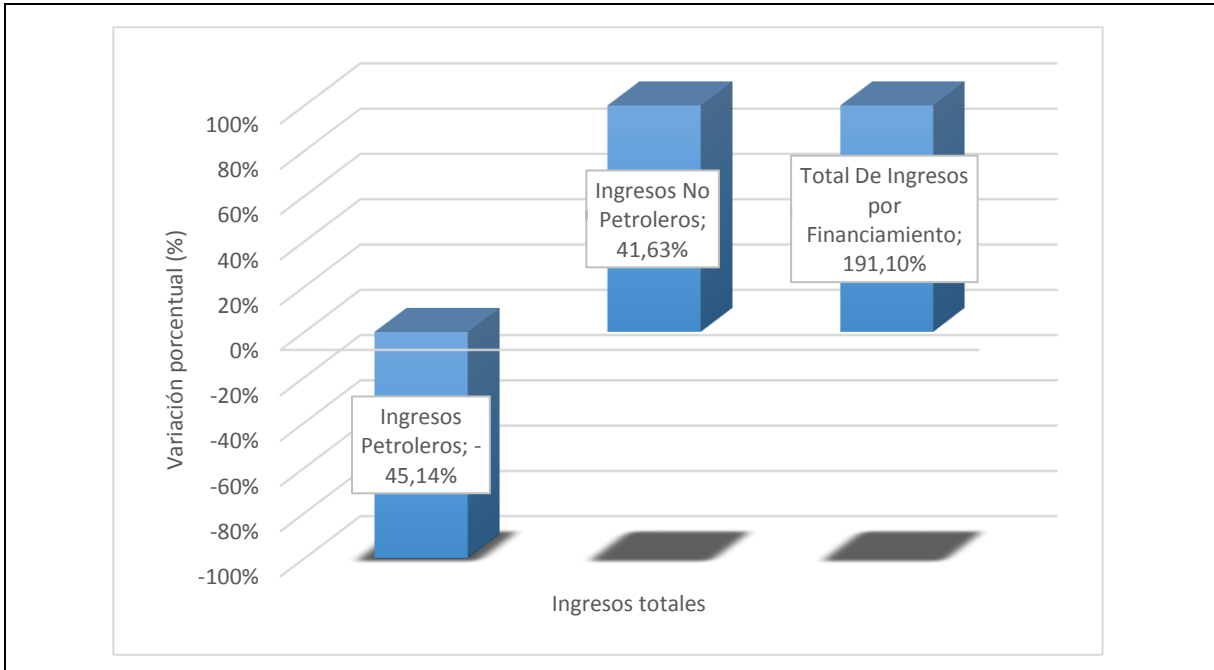 Variación porcentual (%)
100%
80%
60%
40%
20%
0%
-20%
-40%
-60%
-80%
-100%
Ingresos
Petroleros; -
45,14%
Ingresos No
Petroleros;
41,63%
Total De Ingresos
por
Financiamiento;
191,10%
Ingresos totales